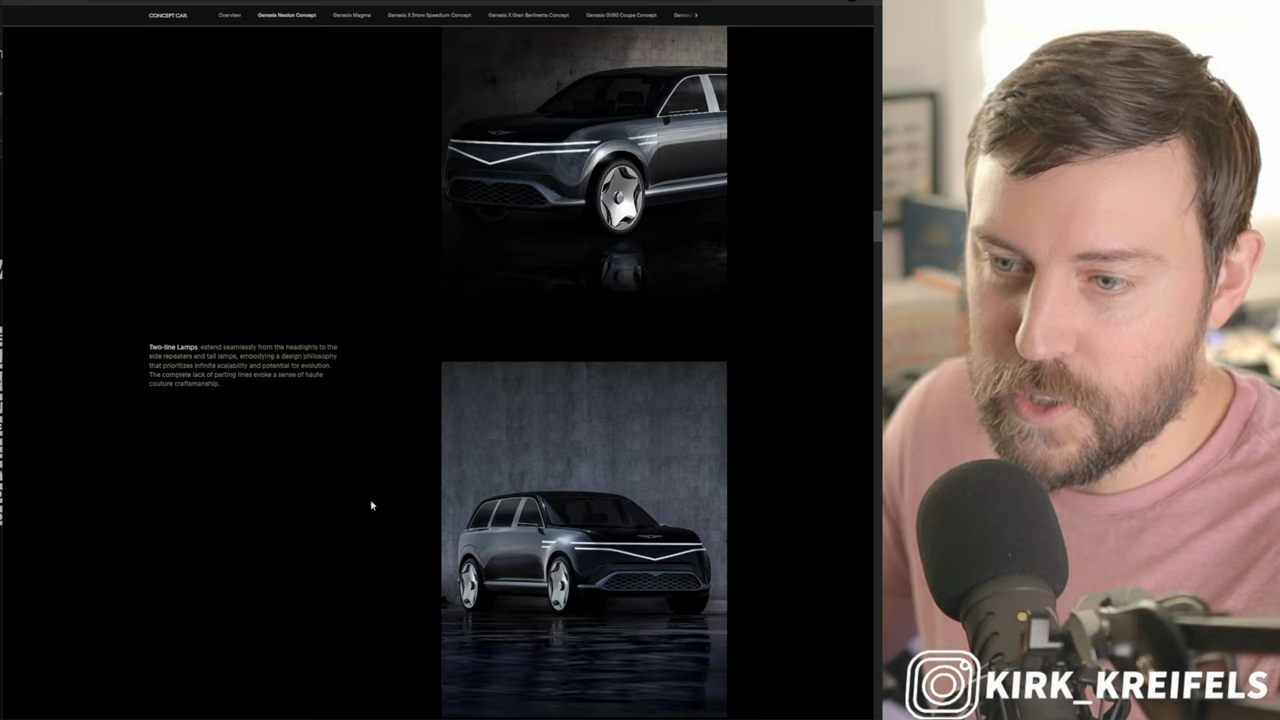 CONCEPT CAR
Overview
Genesis Neolun Concept
Genesis Magma
Genesis X Snow Speedium Concept
Genesis X Gran Berlinetta Concept
Genesis GV80 Coupe Concept
Two-line Lamps extend seamlessly from the headlights to the
side repeaters and tail lamps, embodying a design philosophy
that prioritizes infinite scalability and potential for evolution.
The complete lack of parting lines evoke a sense of haute
couture craftsmanship.
KIRK_KREIFELS